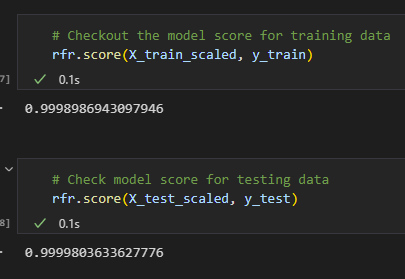 # Checkout the model score for training data
rfr.score(X_train_scaled, y_train)
7] 0.1s
0.9998986943097946
# Check model score for testing data
rfr.score(X_test_scaled, y_test)
8] 0.1s
0.9999803633627776